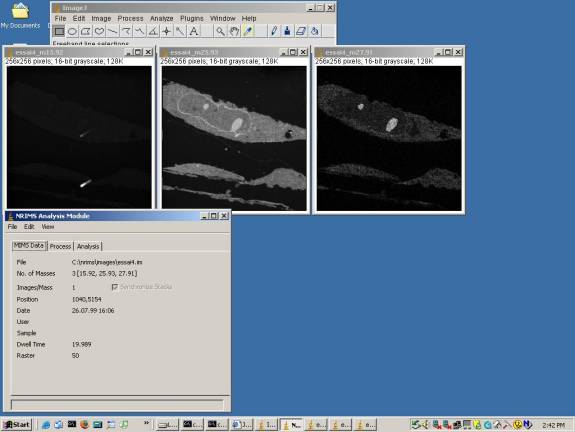 My Documents
ImageJ
File Edit Image Process Analyze Plugins Window Help
Freehand line selections
essai4_m15.92
256x256 pixels; 16-bit grayscale; 128K
essai4_m25.93
256x256 pixels; 16-bit grayscale; 128K
essai4_m27.91
256x256 pixels; 16-bit grayscale; 128K
NRIMS Analysis Module
File Edit View
MIMS Data Process Analysis
File C:\nrims\images\essai4.im
No. of Masses 3 [15.92, 25.93, 27.91]
Images/Mass 1 Synchronize Stacks
Position 1040,5154
Date 26.07.99 16:06
User
Sample
Dwell Time 19.989
Raster 50
Start
L... c... c... J... I... N... e... e... e...
2:42 PM